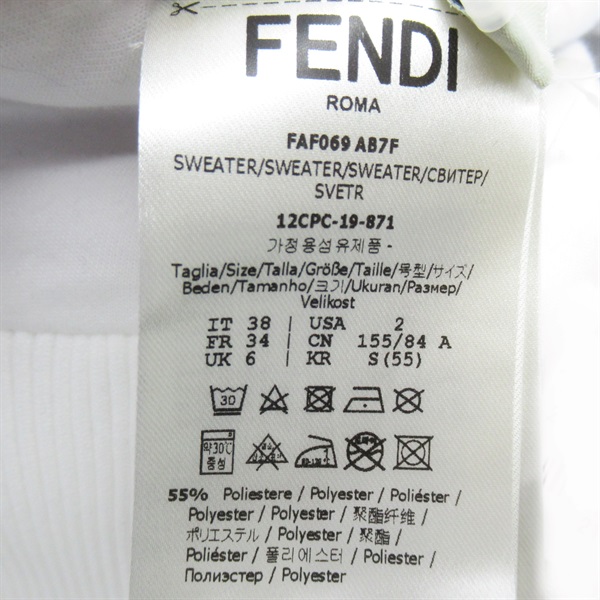 FENDI
ROMA
FAF069 AB7F
SWEATER/SWEATER/SWEATER/СВИТЕР/
SVETR
12CPC-19-871
가정용섬유제품 -
Taglia/Size/Talla/Größe/Taille/号型/サイズ/
Beden/Tamanho/크기/Ukuran/Размер/
Velikost
IT 38 | USA 2
FR 34 | CN 155/84 A
UK 6 | KR S(55)
30
약30℃
중성
55% Poliestere / Polyester / Poliéster /
Polyester / Polyester / 聚酯纤维 /
ポリエステル / Polyester / 聚酯 /
Poliéster / 폴리에스터 / Poliester /
Полиэстер / Polyester